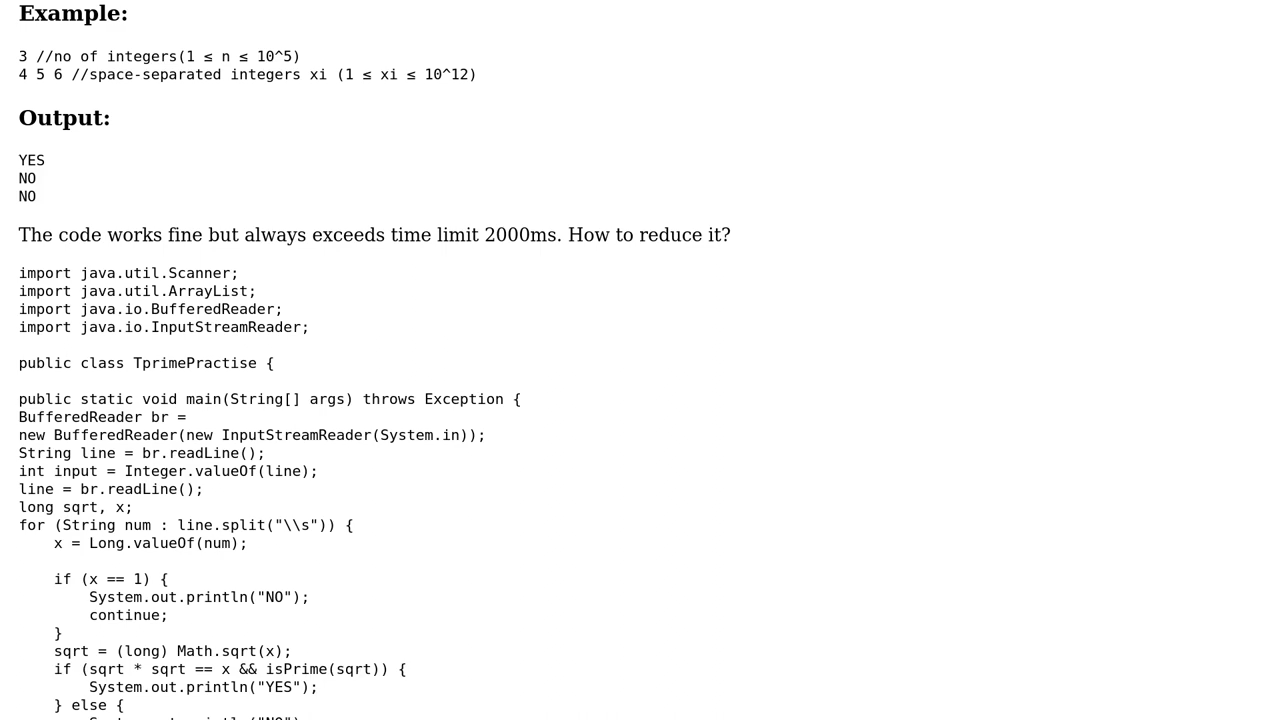 Example:
3 //no of integers(1 ≤ n ≤ 10^5)
4 5 6 //space-separated integers xi (1 ≤ xi ≤ 10^12)
Output:
YES
NO
NO
The code works fine but always exceeds time limit 2000ms. How to reduce it?
import java.util.Scanner;
import java.util.ArrayList;
import java.io.BufferedReader;
import java.io.InputStreamReader;
public class TprimePractise {
public static void main(String[] args) throws Exception {
BufferedReader br =
new BufferedReader(new InputStreamReader(System.in));
String line = br.readLine();
int input = Integer.valueOf(line);
line = br.readLine();
long sqrt, x;
for (String num : line.split("\\s")) {
    x = Long.valueOf(num);
    if (x == 1) {
        System.out.println("NO");
        continue;
    }
    sqrt = (long) Math.sqrt(x);
    if (sqrt * sqrt == x && isPrime(sqrt)) {
        System.out.println("YES");
    } else {